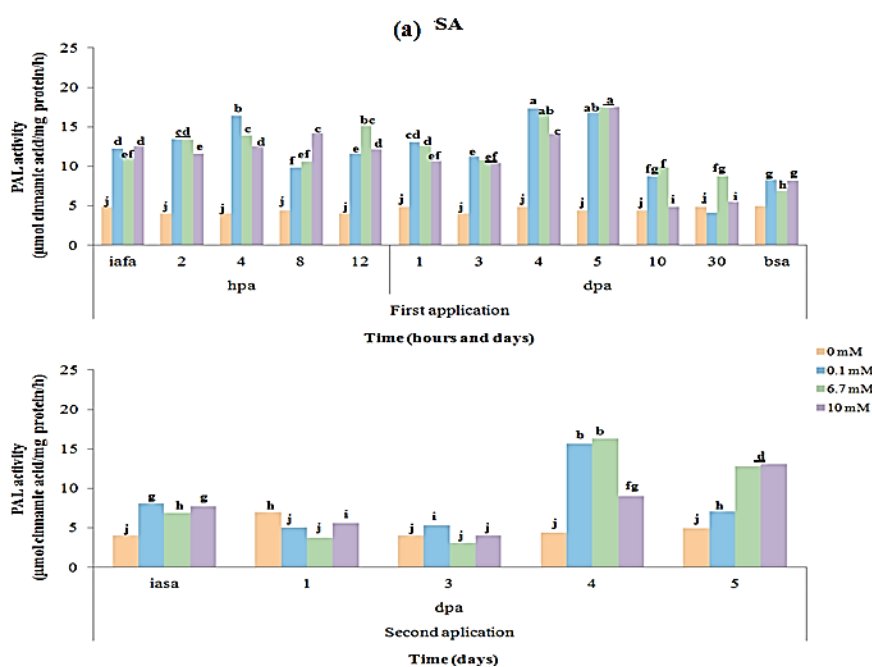 (a) SA
PAL activity
(µmol cinnamic acid/mg protein/h)
25
20
15
10
5
0
j d ef d
j cd e
j b c d
j f ef c
j e bc d
j cd d ef
j c ef
j a ab c
j ab a
j fg f i
j fg i
g h g
iafa 2 4 8 12 1 3 4 5 10 30 bsa
hpa dpa
First application
Time (hours and days)
0 mM
0.1 mM
6.7 mM
10 mM
PAL activity
(µmol cinnamic acid/mg protein/h)
25
20
15
10
5
0
j g h g
h j j i
j i j j
j b b fg
j h d
iasa 1 3 4 5
dpa
Second aplication
Time (days)